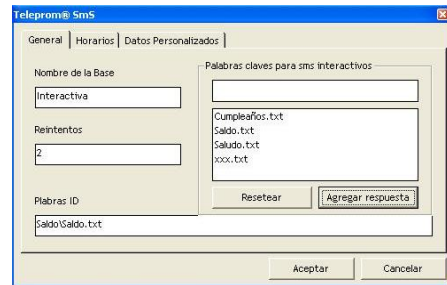 Teleprom® SmS
General Horarios Datos Personalizados
Nombre de la Base
Interactiva
Reintentos
2
Plabras ID
Saldo\Saldo.txt
Palabras claves para sms interactivos
Cumpleaños.txt
Saldo.txt
Saludo.txt
xxx.txt
Resetear Agregar respuesta
Aceptar Cancelar